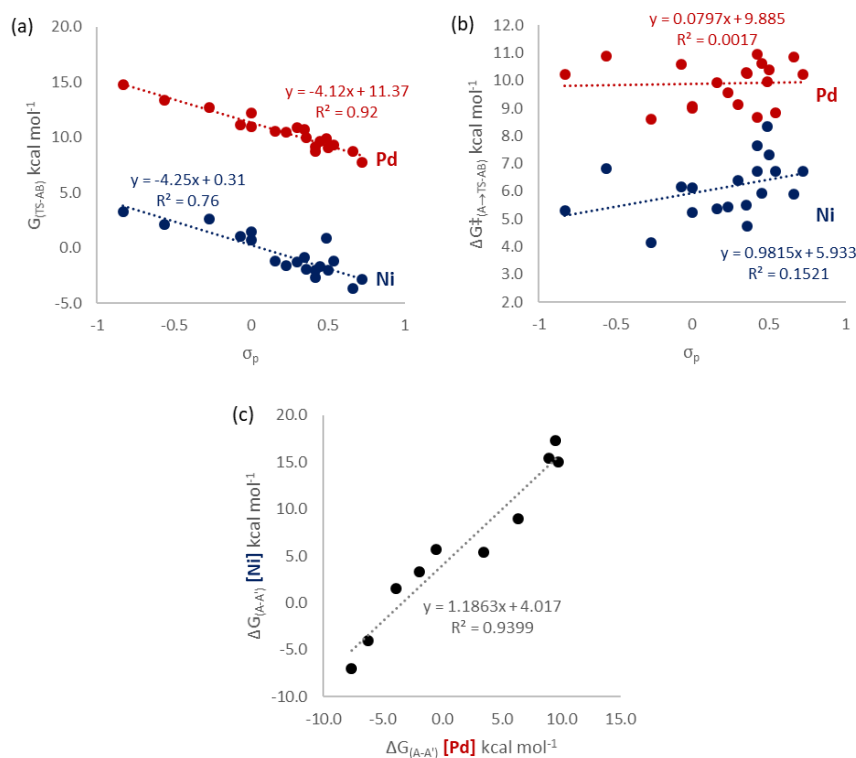 (a)
20.0
15.0
10.0
5.0
0.0
-5.0
G(TS-AB) kcal mol-1
y = -4.12x + 11.37
R² = 0.92
Pd
y = -4.25x + 0.31
R² = 0.76
Ni
-1 -0.5 0 0.5 1
σp
(b)
12.0
11.0
10.0
9.0
8.0
7.0
6.0
5.0
4.0
3.0
2.0
ΔG‡(A→TS-AB) kcal mol-1
y = 0.0797x + 9.885
R² = 0.0017
Pd
Ni
y = 0.9815x + 5.933
R² = 0.1521
-1 -0.5 0 0.5 1
σp
(c)
20.0
15.0
10.0
5.0
0.0
-5.0
-10.0
ΔG(A-A') [Ni] kcal mol-1
y = 1.1863x + 4.017
R² = 0.9399
-10.0 -5.0 0.0 5.0 10.0 15.0
ΔG(A-A') [Pd] kcal mol-1